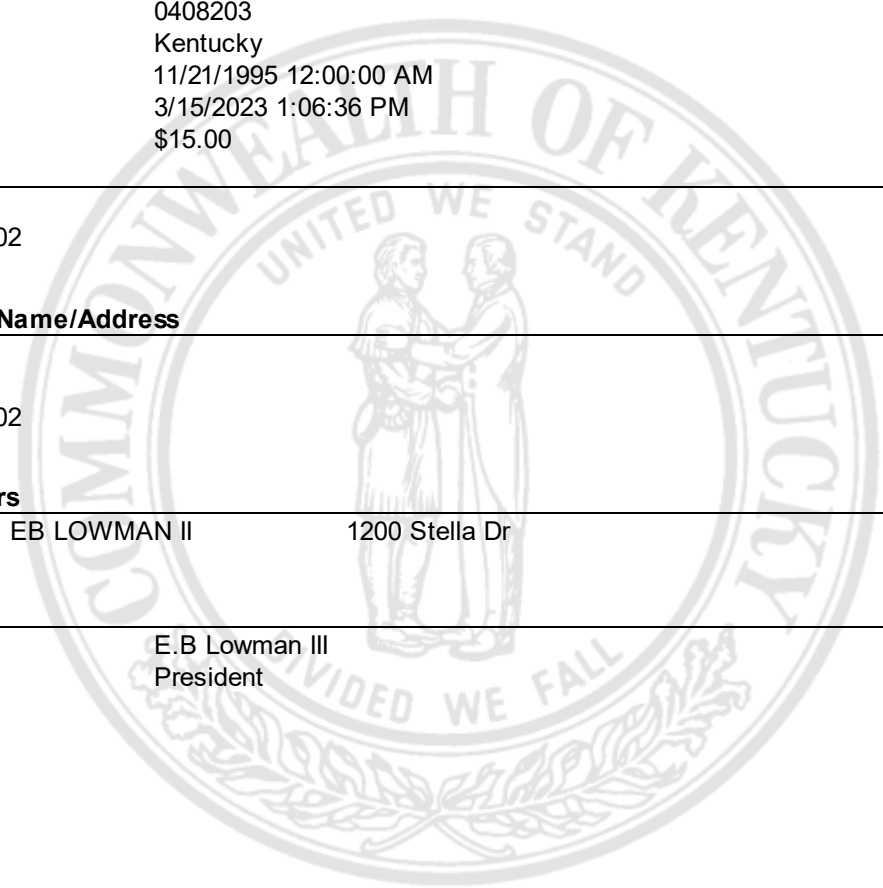 0408203
Kentucky
11/21/1995 12:00:00 AM
3/15/2023 1:06:36 PM
$15.00
02
Name/Address
02
rs
EB LOWMAN II 1200 Stella Dr
E.B Lowman III
President
COMMONWEALTH OF KENTUCKY
UNITED WE STAND
DIVIDED WE FALL